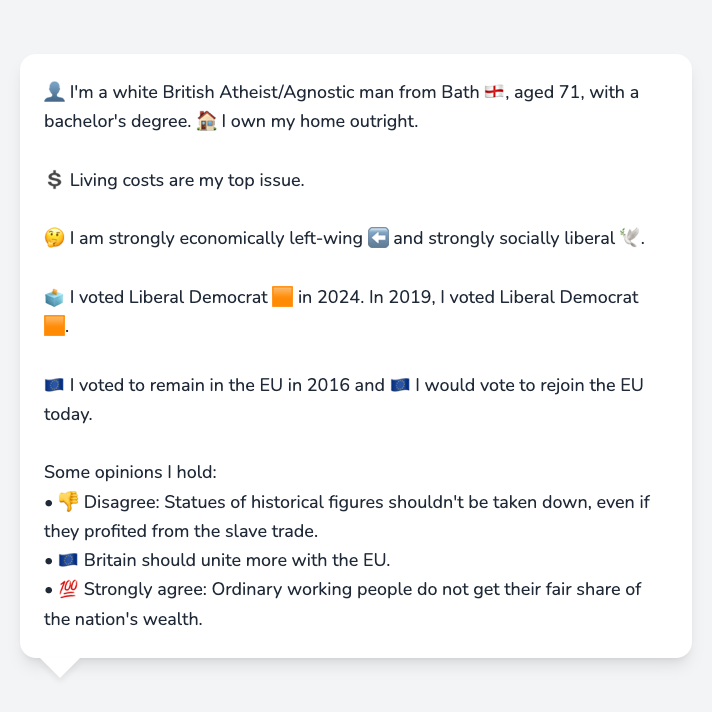 👤 I'm a white British Atheist/Agnostic man from Bath 🏴󠁧󠁢󠁥󠁮󠁧󠁿, aged 71, with a
bachelor's degree. 🏠 I own my home outright.
💲 Living costs are my top issue.
🤔 I am strongly economically left-wing ⬅️ and strongly socially liberal 🕊️.
🗳️ I voted Liberal Democrat 🟧 in 2024. In 2019, I voted Liberal Democrat
🟧.
🇪🇺 I voted to remain in the EU in 2016 and 🇪🇺 I would vote to rejoin the EU
today.
Some opinions I hold:
• 👎 Disagree: Statues of historical figures shouldn't be taken down, even if
they profited from the slave trade.
• 🇪🇺 Britain should unite more with the EU.
• 💯 Strongly agree: Ordinary working people do not get their fair share of
the nation's wealth.